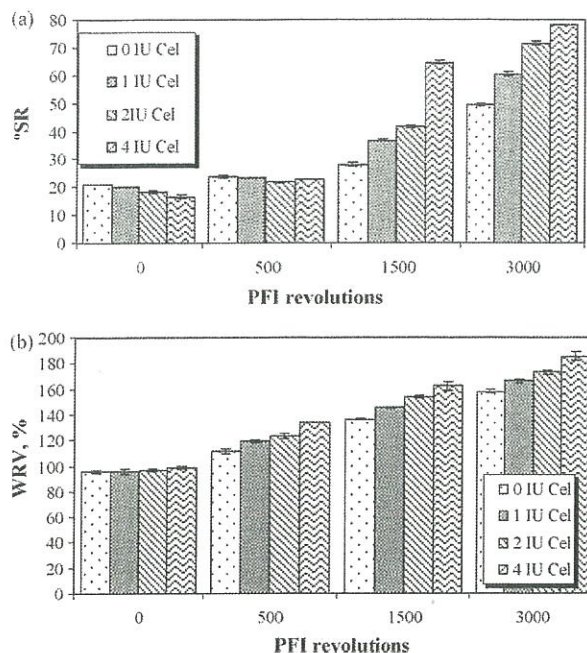 (a)
80
70
60
50
40
30
20
10
0
°SR
0 IU Cel
1 IU Cel
2IU Cel
4 IU Cel
0 500 1500 3000
PFI revolutions
(b)
200
180
160
140
120
100
80
60
40
20
0
WRV, %
0 IU Cel
1 IU Cel
2 IU Cel
4 IU Cel
0 500 1500 3000
PFI revolutions